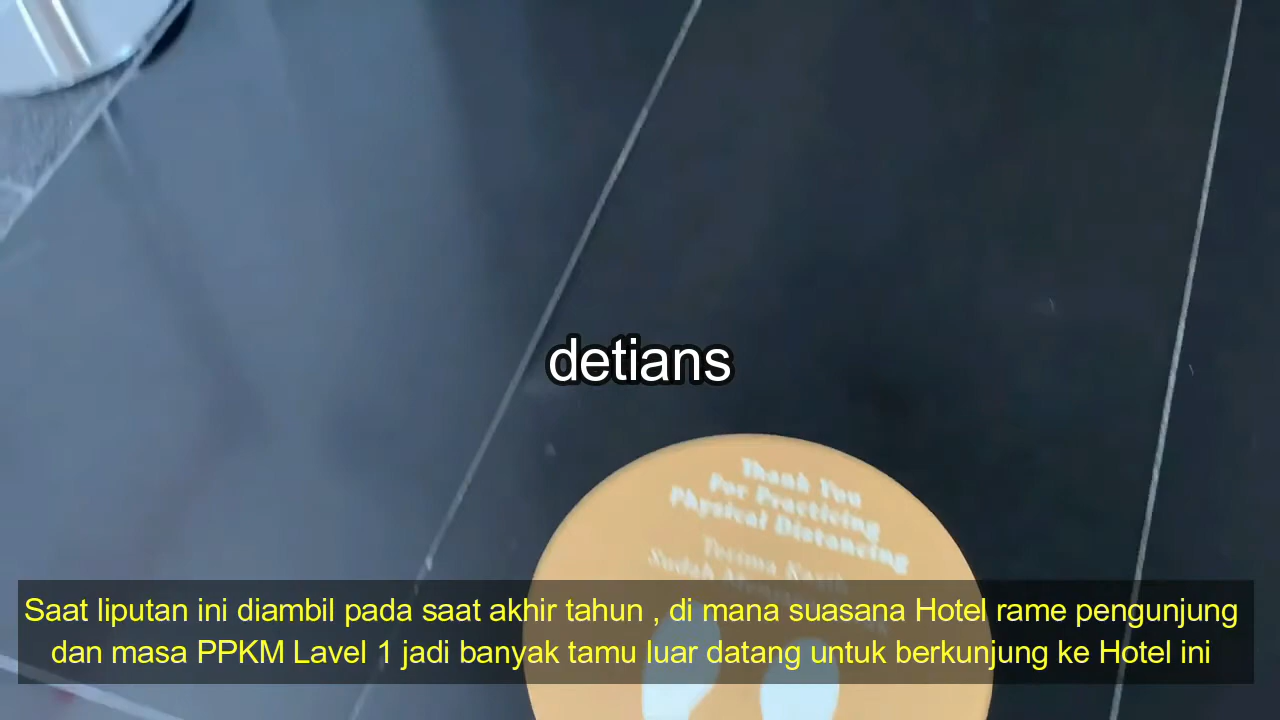 detians
Thank You
For Practicing
Physical Distancing
Terima Kasih
Sudah
Saat liputan ini diambil pada saat akhir tahun , di mana suasana Hotel rame pengunjung
dan masa PPKM Lavel 1 jadi banyak tamu luar datang untuk berkunjung ke Hotel ini